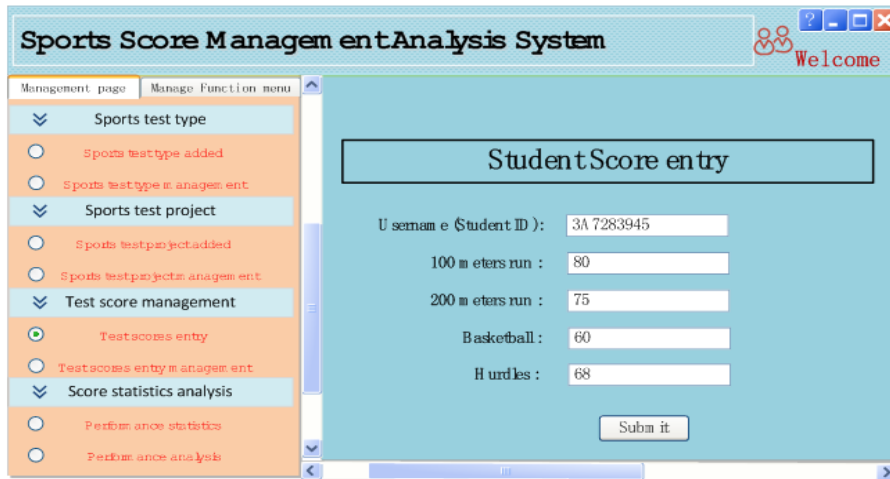 Sports Score Management Analysis System
?
Welcome
Management page
Manage Function menu
Sports test type
Sports test type added
Sports test type management
Sports test project
Sports test project added
Sports test project management
Test score management
Test scores entry
Test scores entry management
Score statistics analysis
Performance statistics
Performance analysis
Student Score entry
Username (Student ID): 3A7283945
100 meters run : 80
200 meters run : 75
Basketball : 60
Hurdles : 68
Submit